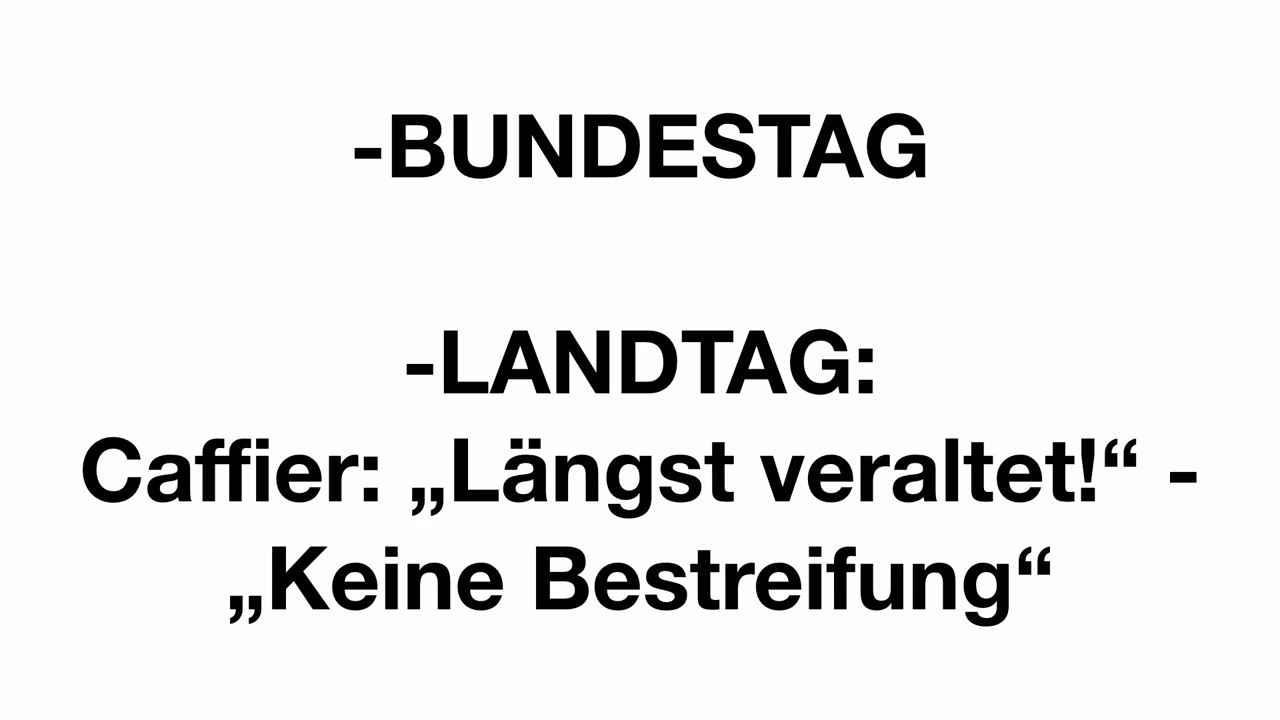 -BUNDESTAG
-LANDTAG:
Caffier: „Längst veraltet!“ -
„Keine Bestreifung“